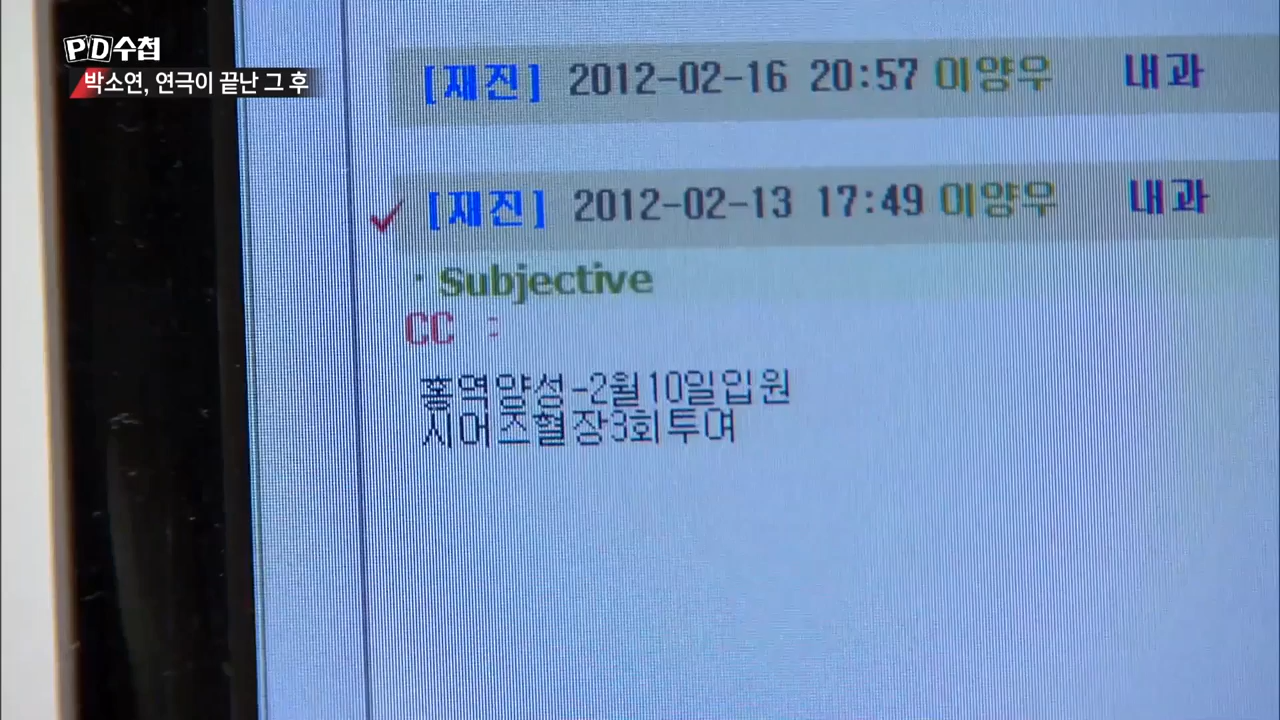 PD수첩
박소연, 연극이 끝난 그 후
[재진] 2012-02-16 20:57 이양우 내과
[재진] 2012-02-13 17:49 이양우 내과
· Subjective
CC :
홍역양성-2월10일입원
시어즈혈장3회투여